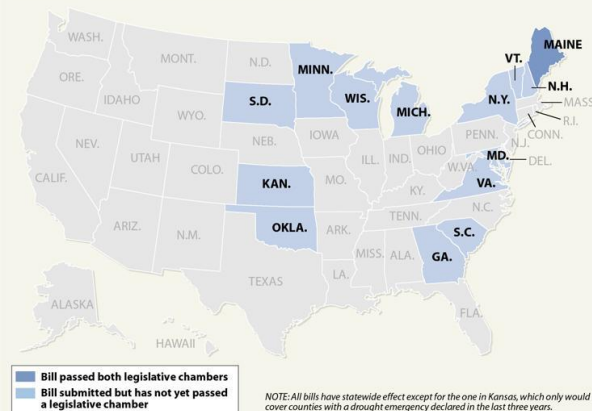 WASH.
MONT.
N.D.
MINN.
VT.
MAINE
ORE.
IDAHO
S.D.
WIS.
MICH.
N.Y.
N.H.
MASS
WYO.
R.I.
CONN.
NEV.
UTAH
COLO.
NEB.
IOWA
ILL.
IND.
OHIO
PENN.
N.J.
MD.
DEL.
W.VA.
VA.
CALIF.
KAN.
MO.
KY.
N.C.
TENN.
ARIZ.
N.M.
OKLA.
ARK.
S.C.
MISS.
ALA.
GA.
TEXAS
LA.
FLA.
ALASKA
HAWAII
Bill passed both legislative chambers
Bill submitted but has not yet passed
a legislative chamber
NOTE: All bills have statewide effect except for the one in Kansas, which only would
cover counties with a drought emergency declared in the last three years.